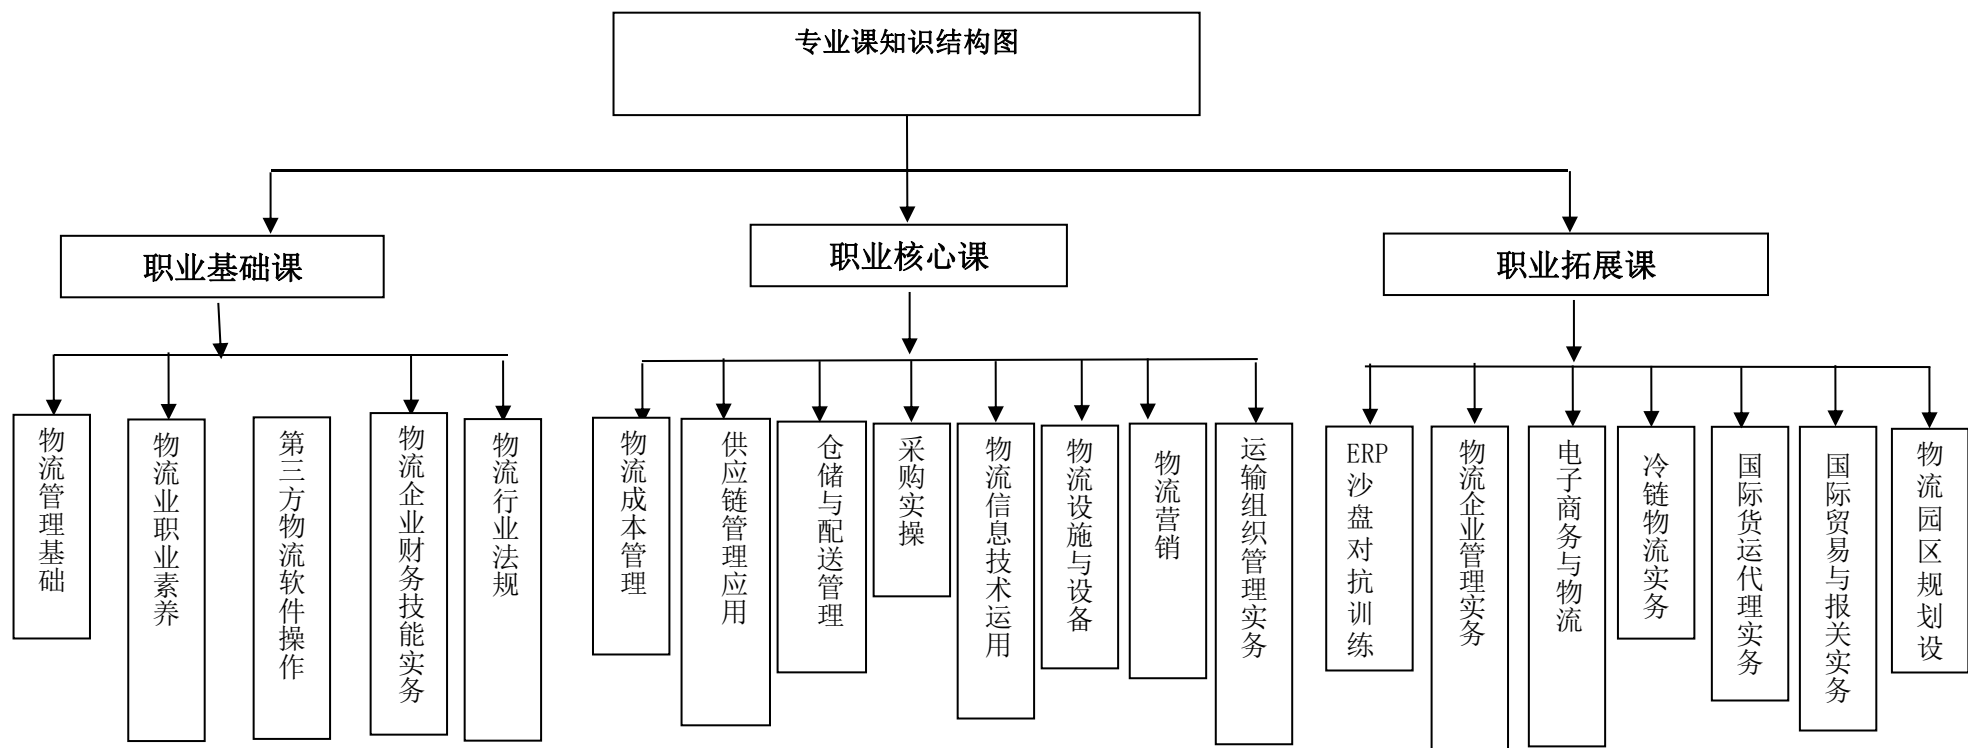 专业课知识结构图
职业基础课
职业核心课
职业拓展课
物流管理基础
物流业职业素养
第三方物流软件操作
物流企业财务技能实务
物流行业法规
物流成本管理
供应链管理应用
仓储与配送管理
采购实操
物流信息技术运用
物流设施与设备
物流营销
运输组织管理实务
ERP沙盘对抗训练
物流企业管理实务
电子商务与物流
冷链物流实务
国际货运代理实务
国际贸易与报关实务
物流园区规划设